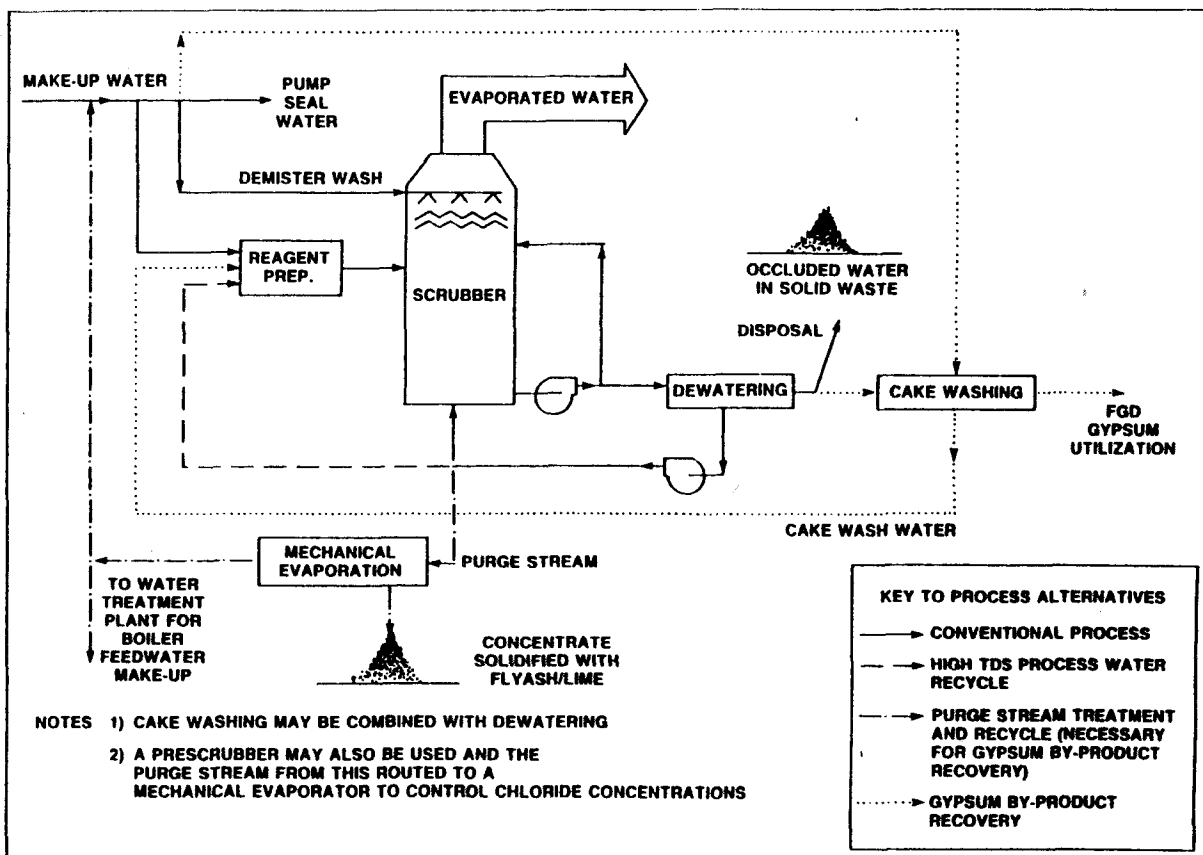 MAKE-UP WATER
PUMP
SEAL
WATER
EVAPORATED WATER
DEMISTER WASH
REAGENT
PREP.
SCRUBBER
OCCLUDED WATER
IN SOLID WASTE
DISPOSAL
DEWATERING
CAKE WASHING
FGD
GYPSUM
UTILIZATION
CAKE WASH WATER
MECHANICAL
EVAPORATION
PURGE STREAM
TO WATER
TREATMENT
PLANT FOR
BOILER
FEEDWATER
MAKE-UP
CONCENTRATE
SOLIDIFIED WITH
FLYASH/LIME
KEY TO PROCESS ALTERNATIVES
CONVENTIONAL PROCESS
HIGH TDS PROCESS WATER
RECYCLE
PURGE STREAM TREATMENT
AND RECYCLE (NECESSARY
FOR GYPSUM BY-PRODUCT
RECOVERY)
GYPSUM BY-PRODUCT
RECOVERY
NOTES 1) CAKE WASHING MAY BE COMBINED WITH DEWATERING
2) A PRESCRUBBER MAY ALSO BE USED AND THE
PURGE STREAM FROM THIS ROUTED TO A
MECHANICAL EVAPORATOR TO CONTROL CHLORIDE CONCENTRATIONS